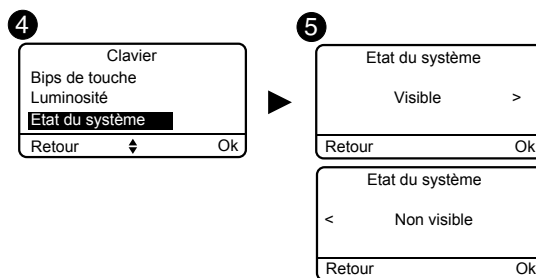 4
Clavier
Bips de touche
Luminosité
Etat du système
Retour Ok
5
Etat du système
Visible >
Retour Ok
Etat du système
< Non visible
Retour Ok